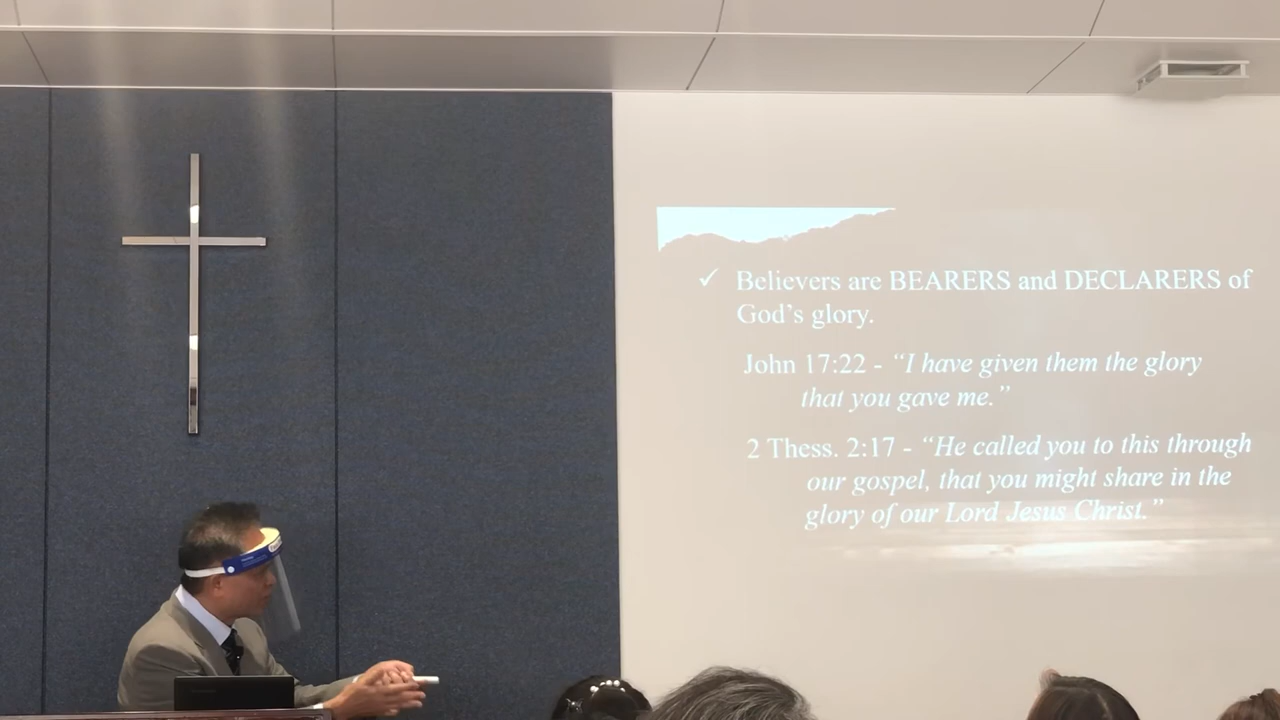 ✓ Believers are BEARERS and DECLARERS of
God’s glory.
John 17:22 - “I have given them the glory
that you gave me.”
2 Thess. 2:17 - “He called you to this through
our gospel, that you might share in the
glory of our Lord Jesus Christ.”